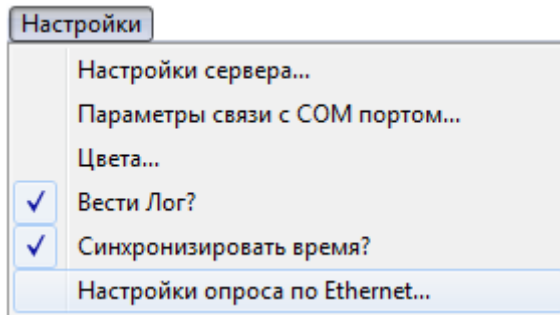 Настройки
Настройки сервера...
Параметры связи с COM портом...
Цвета...
Вести Лог?
Синхронизировать время?
Настройки опроса по Ethernet...